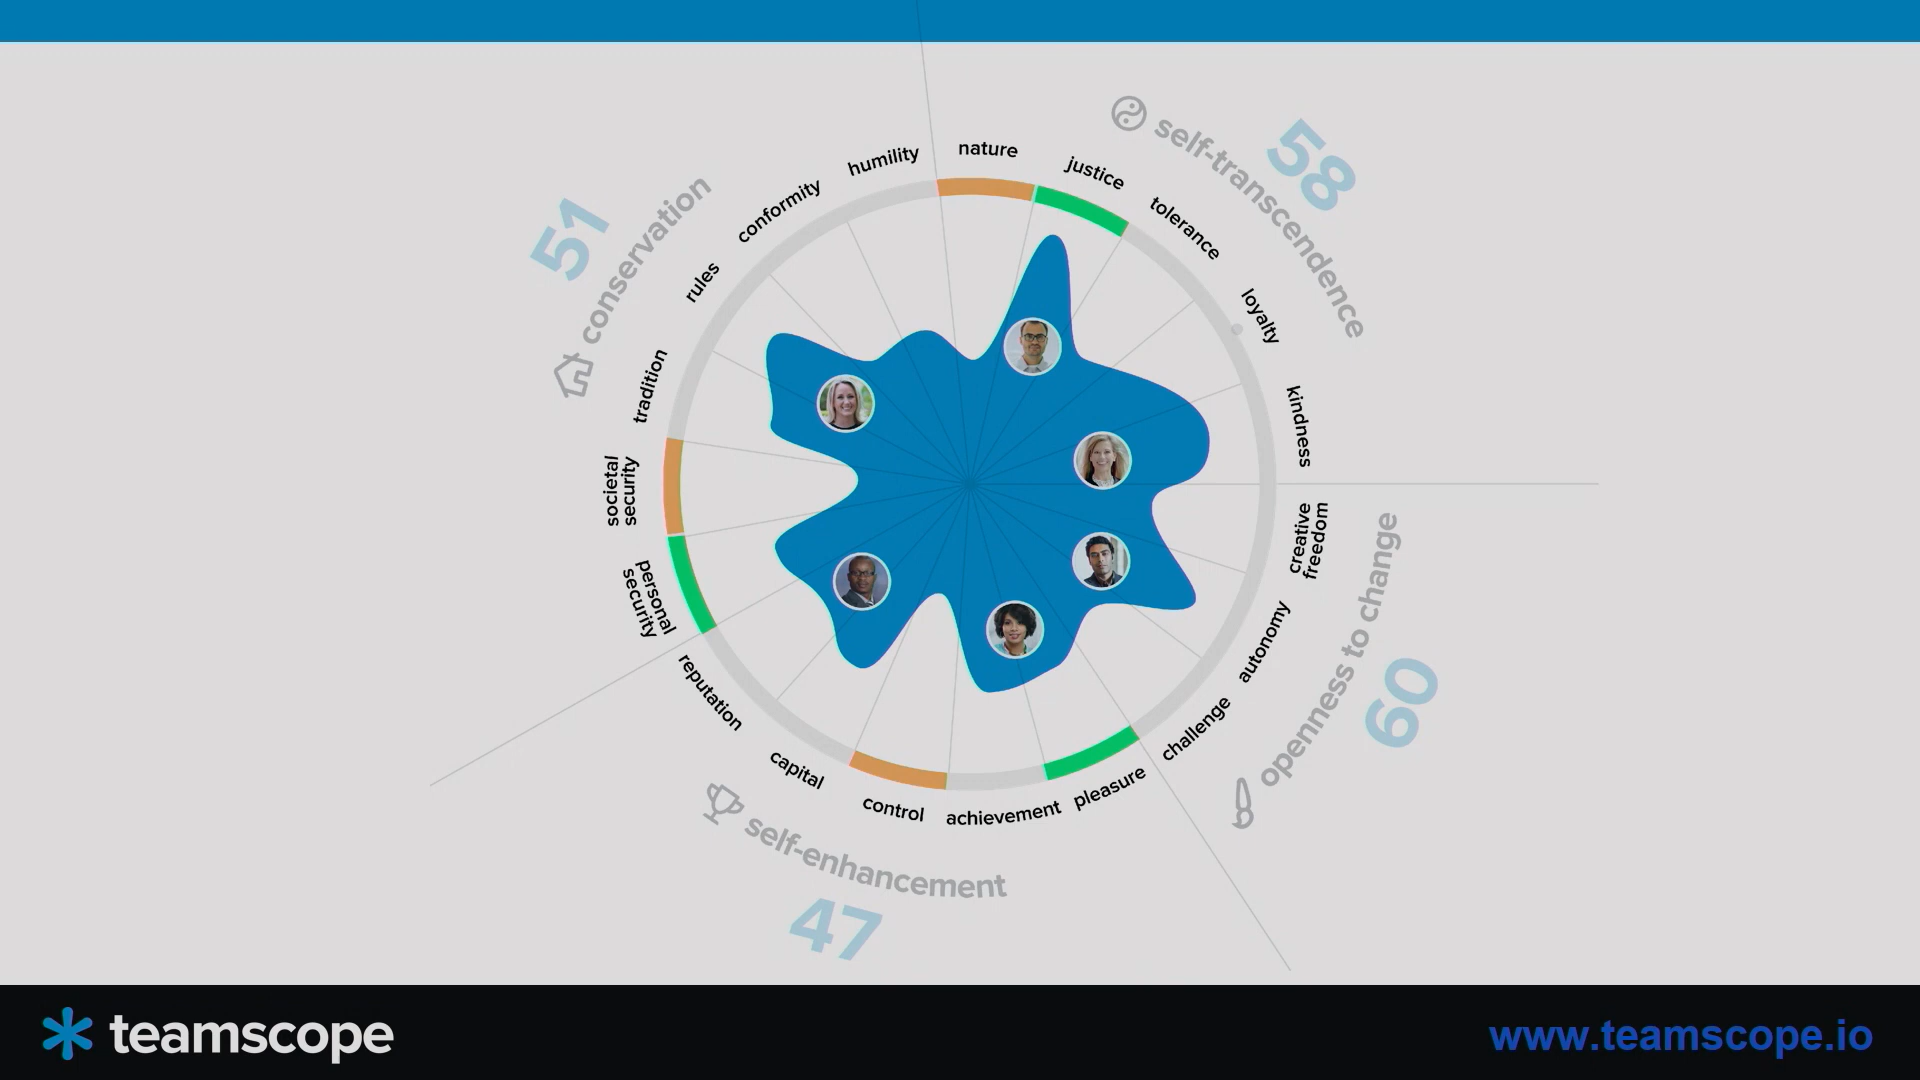 nature
justice
tolerance
loyalty
kindness
creative
freedom
autonomy
challenge
pleasure
achievement
control
capital
reputation
personal
security
societal
security
tradition
rules
conformity
humility
self-transcendence
58
openness to change
60
self-enhancement
47
conservation
51
teamscope
www.teamscope.io